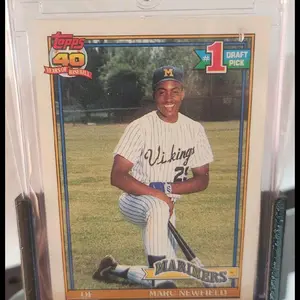 Topps
40
YEARS OF BASEBALL
#1
DRAFT
PICK
M
Vikings
MARINERS
MARC NEWFIELD